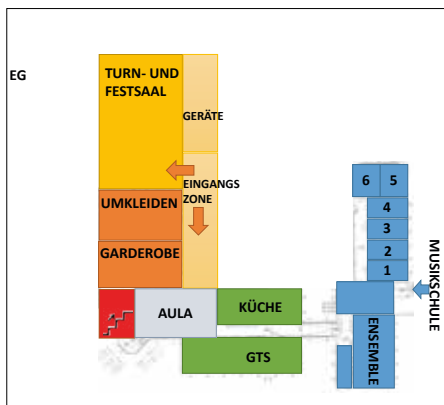 EG
TURN- UND
FESTSAAL
GERÄTE
EINGANGS
ZONE
UMKLEIDEN
GARDEROBE
AULA
KÜCHE
GTS
6 5
4
3
2
1
MUSIKSCHULE
ENSEMBLE